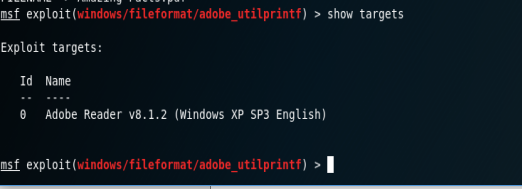 msf exploit(windows/fileformat/adobe_utilprintf) > show targets
Exploit targets:
Id Name
-- ----
0 Adobe Reader v8.1.2 (Windows XP SP3 English)
msf exploit(windows/fileformat/adobe_utilprintf) >